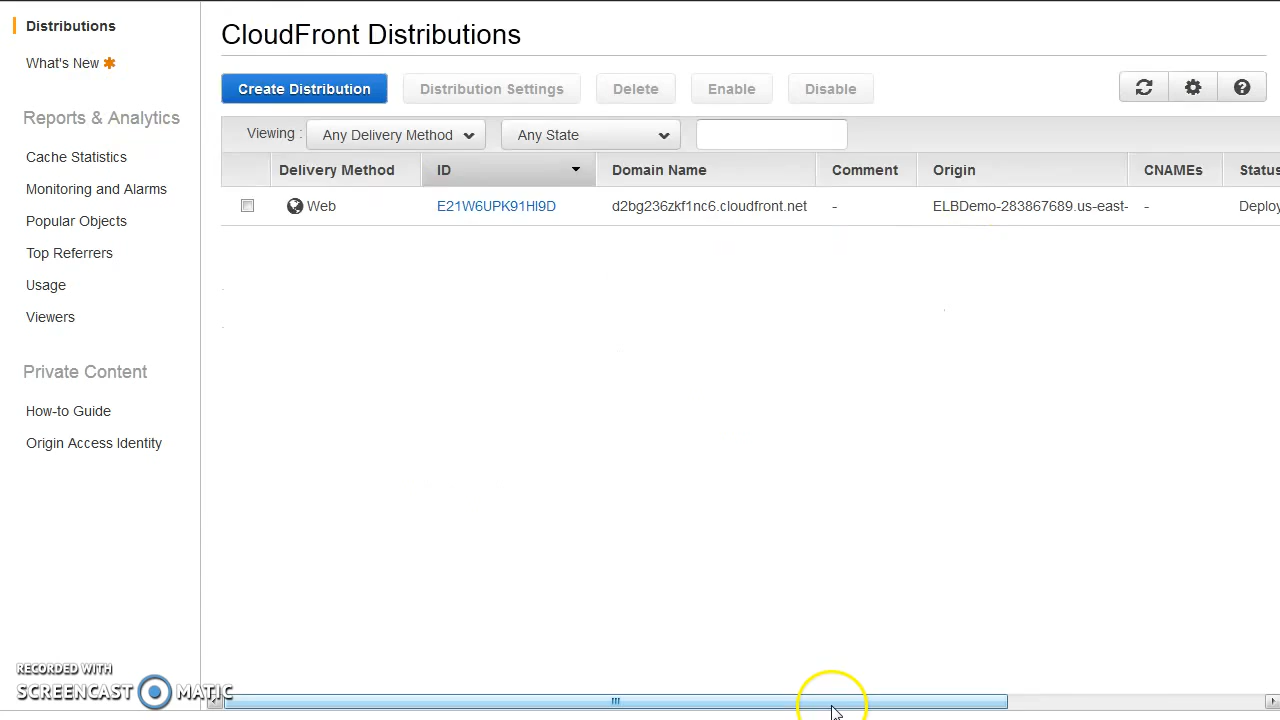 Distributions
What's New
Reports & Analytics
Cache Statistics
Monitoring and Alarms
Popular Objects
Top Referrers
Usage
Viewers
Private Content
How-to Guide
Origin Access Identity
CloudFront Distributions
Create Distribution Distribution Settings Delete Enable Disable
Viewing : Any Delivery Method Any State
Delivery Method ID Domain Name Comment Origin CNAMEs Status
Web E21W6UPK91HI9D d2bg236zkf1nc6.cloudfront.net - ELBDemo-283867689.us-east- - Deploy
RECORDED WITH
SCREENCAST MATIC